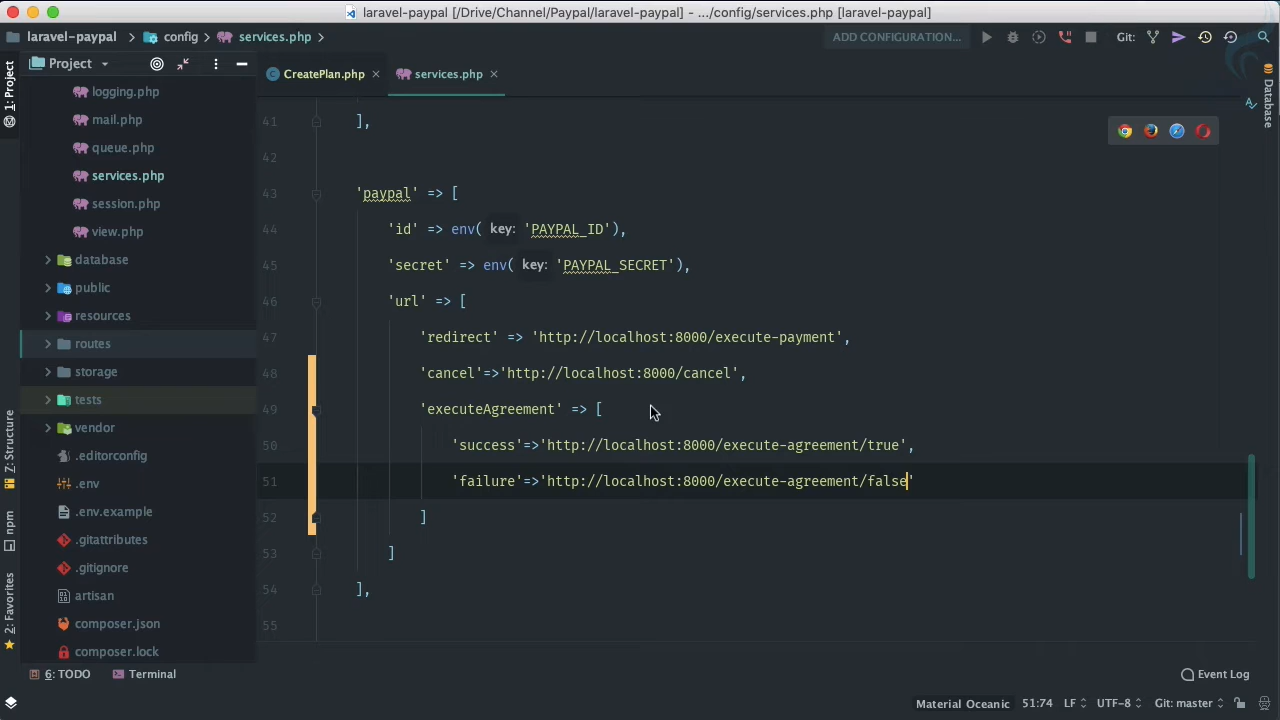 laravel-paypal [/Drive/Channel/Paypal/laravel-paypal] - .../config/services.php [laravel-paypal]
laravel-paypal config services.php ADD CONFIGURATION... Git:
Project CreatePlan.php services.php
1: Project
Database
logging.php
mail.php
queue.php
services.php
session.php
view.php
database
public
resources
routes
storage
tests
vendor
.editorconfig
.env
.env.example
.gitattributes
.gitignore
artisan
composer.json
composer.lock
41 ],
42
43 'paypal' => [
44 'id' => env( key: 'PAYPAL_ID'),
45 'secret' => env( key: 'PAYPAL_SECRET'),
46 'url' => [
47 'redirect' => 'http://localhost:8000/execute-payment',
48 'cancel'=>'http://localhost:8000/cancel',
49 'executeAgreement' => [
50 'success'=>'http://localhost:8000/execute-agreement/true',
51 'failure'=>'http://localhost:8000/execute-agreement/false'
52 ]
53 ]
54 ],
55
Z: Structure
npm
2: Favorites
6: TODO Terminal Event Log
Material Oceanic 51:74 LF UTF-8 Git: master